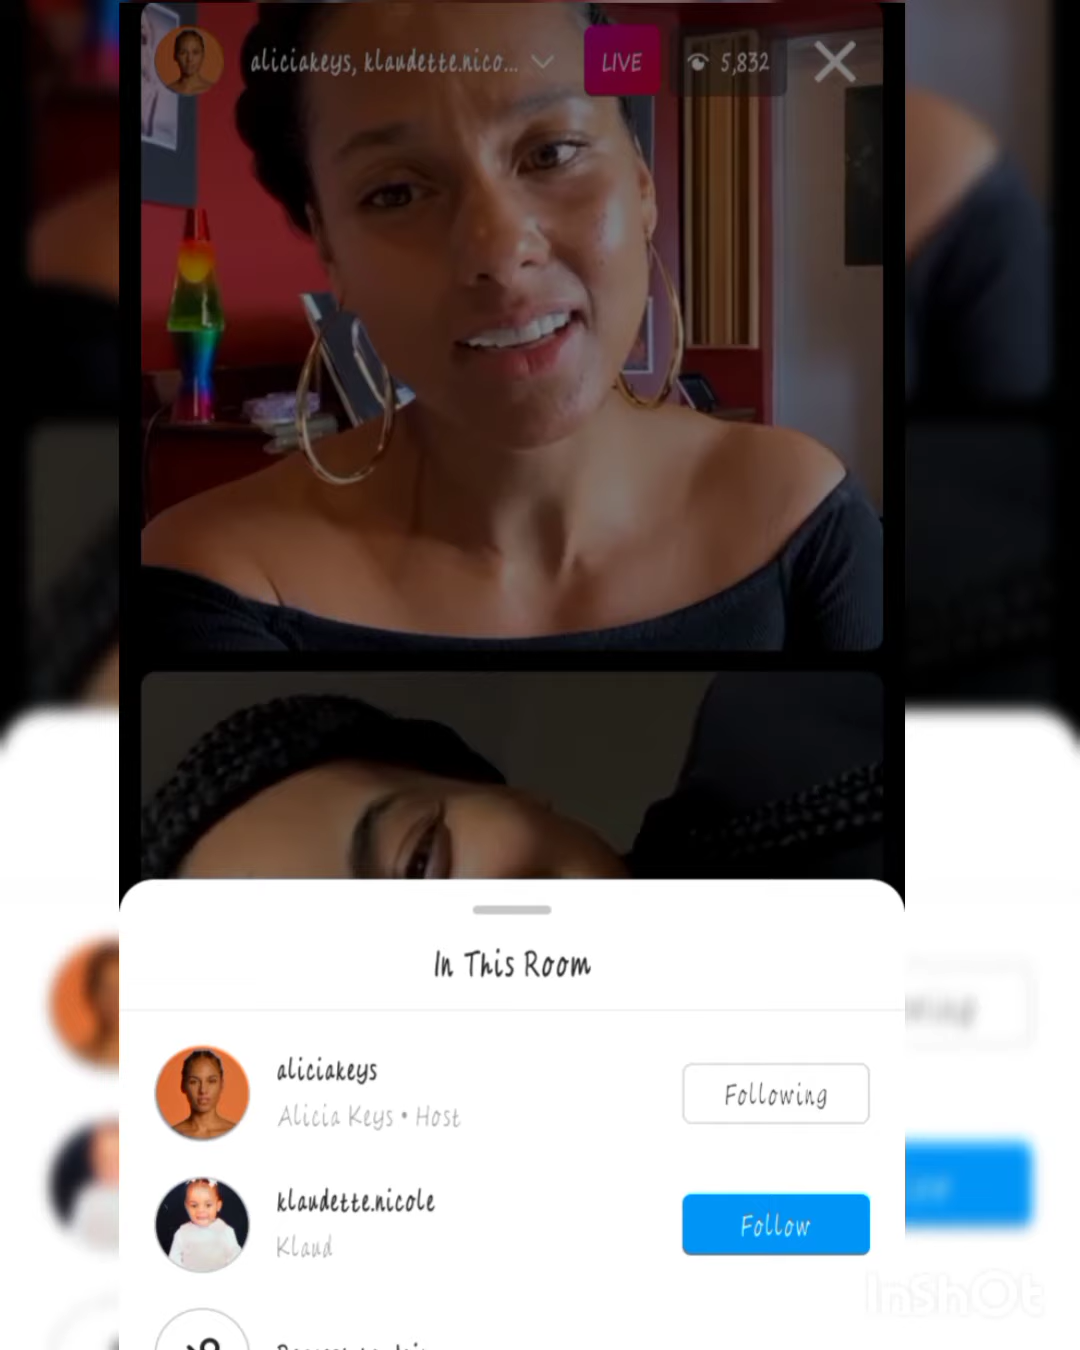 aliciakeys, klaudette.nico...
LIVE
5,832
In This Room
aliciakeys
Alicia Keys • Host
Following
klaudette.nicole
Klaud
Follow
InShOt